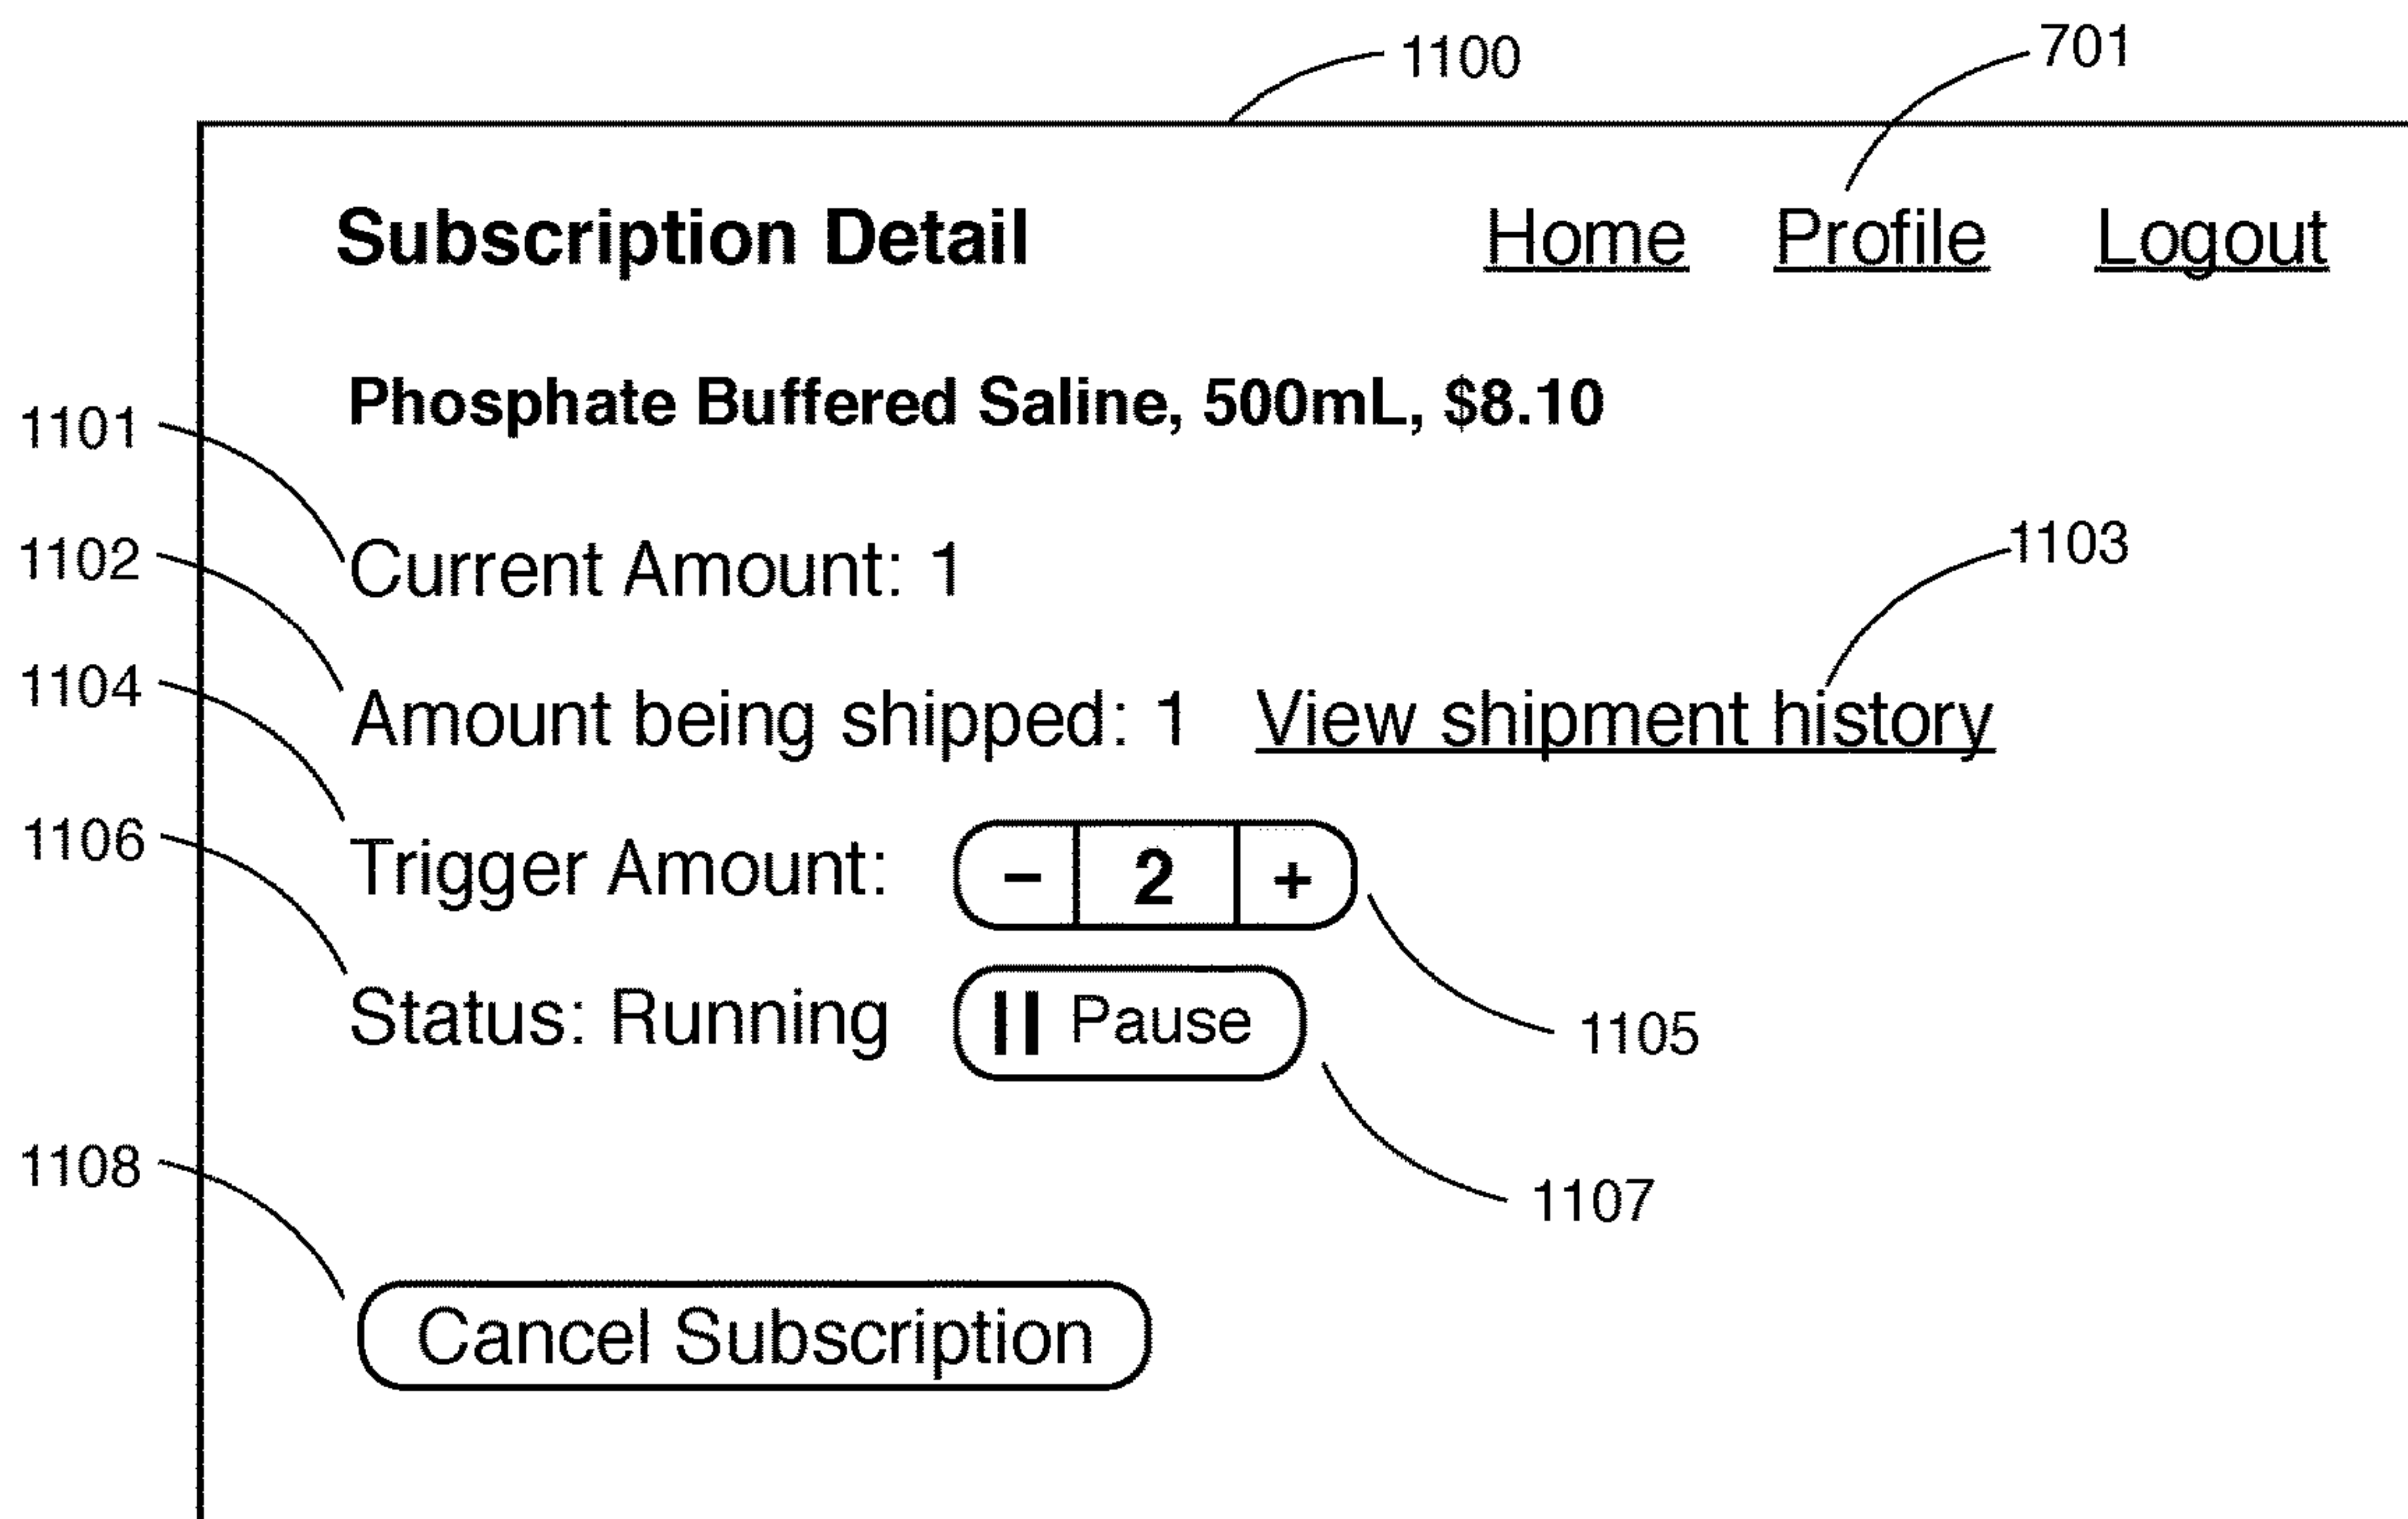 1100 701
Subscription Detail Home Profile Logout
Phosphate Buffered Saline, 500mL, $8.10
1101
Current Amount: 1
1102 1103
Amount being shipped: 1 View shipment history
1104
Trigger Amount: − 2 +
1106
Status: Running Pause
1105
1108 1107
Cancel Subscription